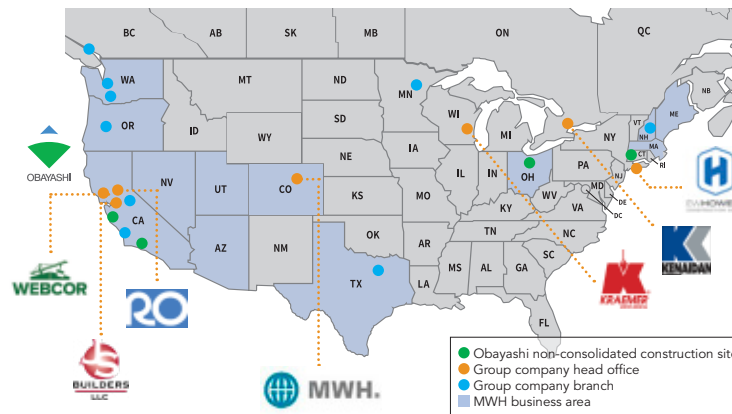 BC
AB
SK
MB
ON
QC
NB
WA
MT
ND
MN
WI
MI
VT
NH
ME
OR
ID
WY
SD
NY
MA
CT
RI
OBAYASHI
NV
UT
CO
NE
IA
IL
IN
OH
PA
NJ
MD
DE
DC
CA
KS
MO
KY
WV
VA
AZ
NM
OK
AR
TN
NC
SC
TX
LA
MS
AL
GA
FL
H
WEBCOR
RO
BUILDERS
LLC
MWH.
K
KRAEMER
KENAIDAN
Obayashi non-consolidated construction site
Group company head office
Group company branch
MWH business area